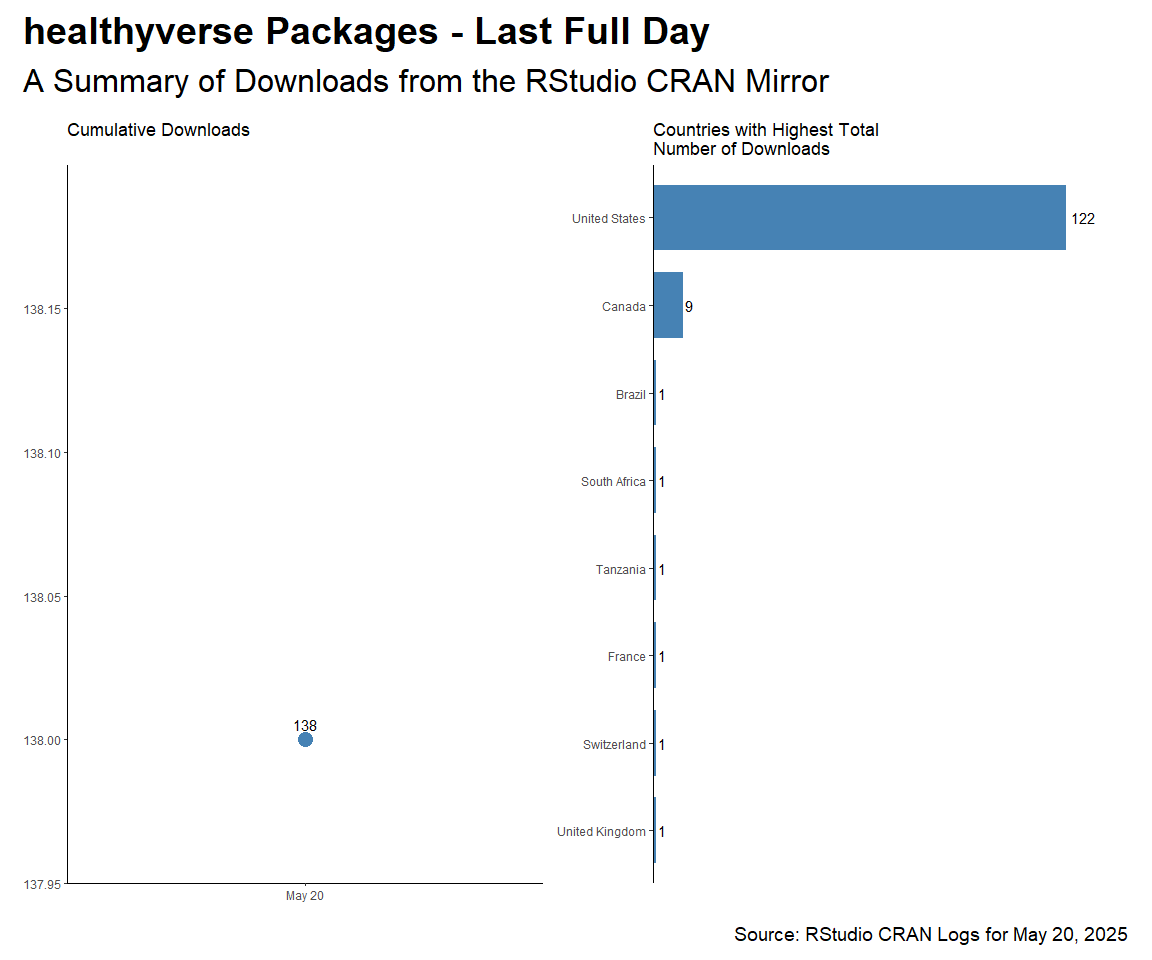 healthyverse Packages - Last Full Day
A Summary of Downloads from the RStudio CRAN Mirror
Cumulative Downloads
138.15
138.10
138.05
138.00
137.95
138
May 20
Countries with Highest Total
Number of Downloads
United States 122
Canada 9
Brazil 1
South Africa 1
Tanzania 1
France 1
Switzerland 1
United Kingdom 1
Source: RStudio CRAN Logs for May 20, 2025